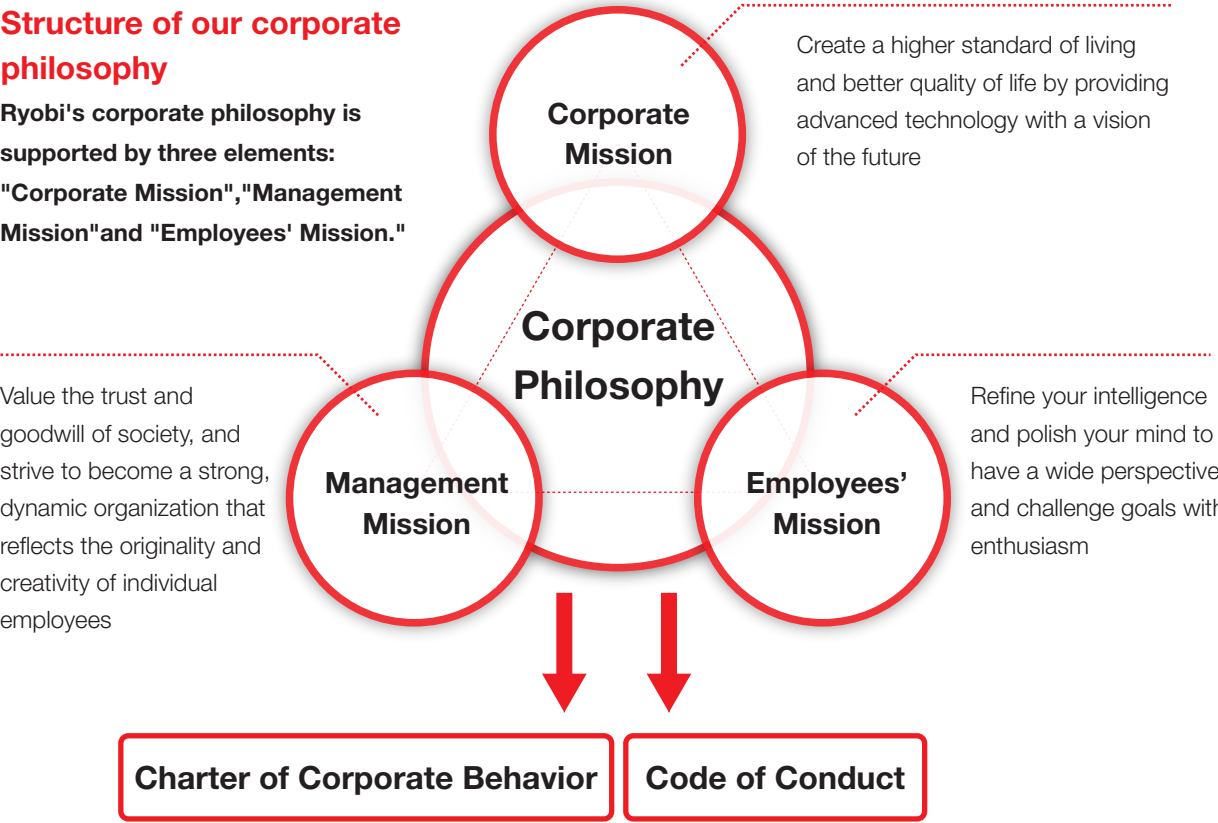 Structure of our corporate
philosophy
Ryobi's corporate philosophy is
supported by three elements:
"Corporate Mission","Management
Mission"and "Employees' Mission."
Corporate
Mission
Create a higher standard of living
and better quality of life by providing
advanced technology with a vision
of the future
Corporate
Philosophy
Value the trust and
goodwill of society, and
strive to become a strong,
dynamic organization that
reflects the originality and
creativity of individual
employees
Management
Mission
Employees’
Mission
Refine your intelligence
and polish your mind to
have a wide perspective
and challenge goals with
enthusiasm
Charter of Corporate Behavior
Code of Conduct